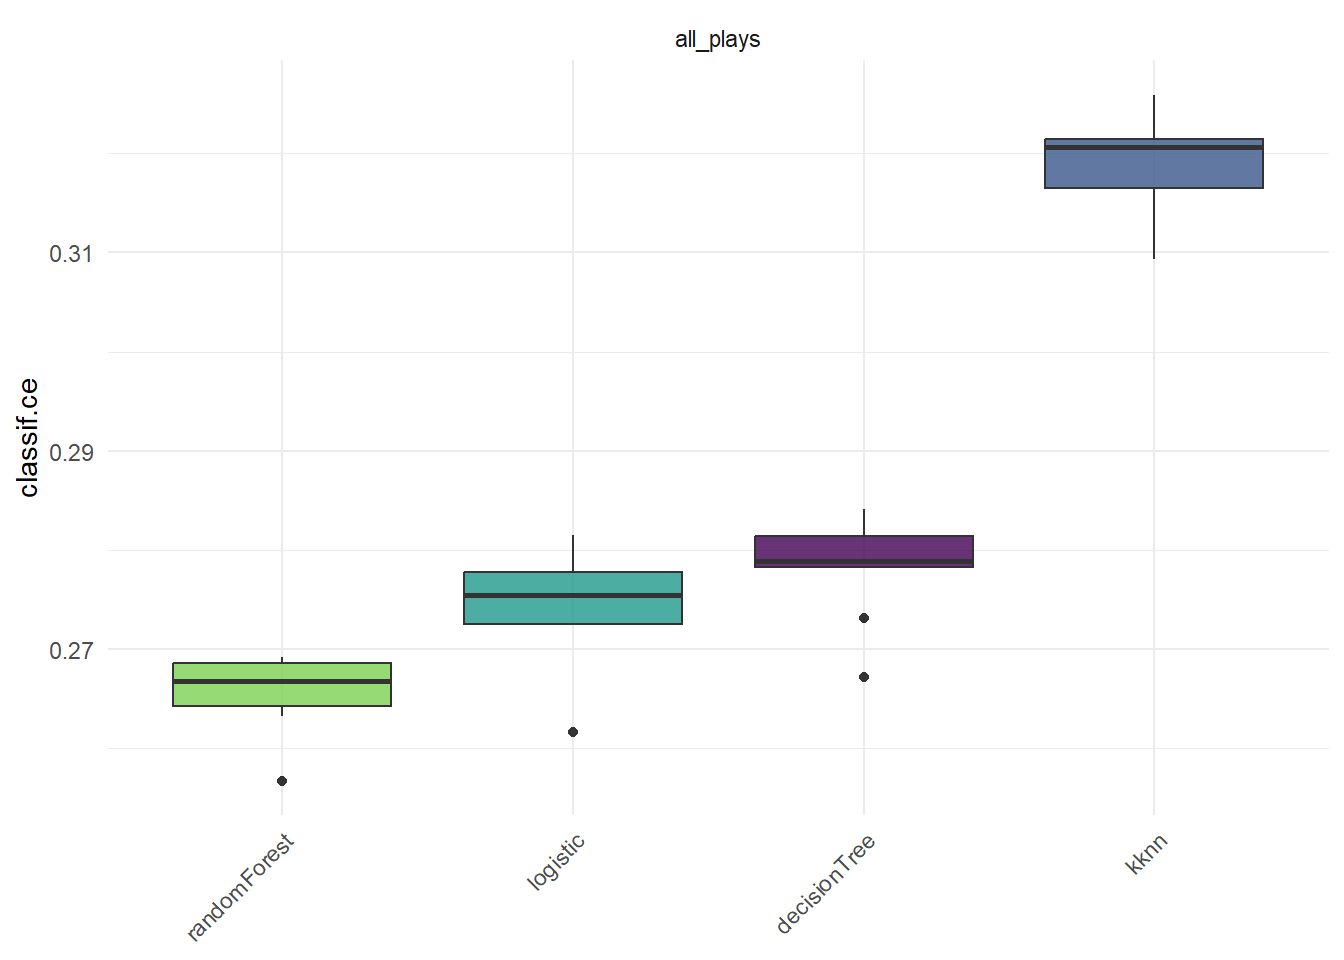 all_plays
classif.ce
0.31
0.29
0.27
randomForest
logistic
decisionTree
kknn